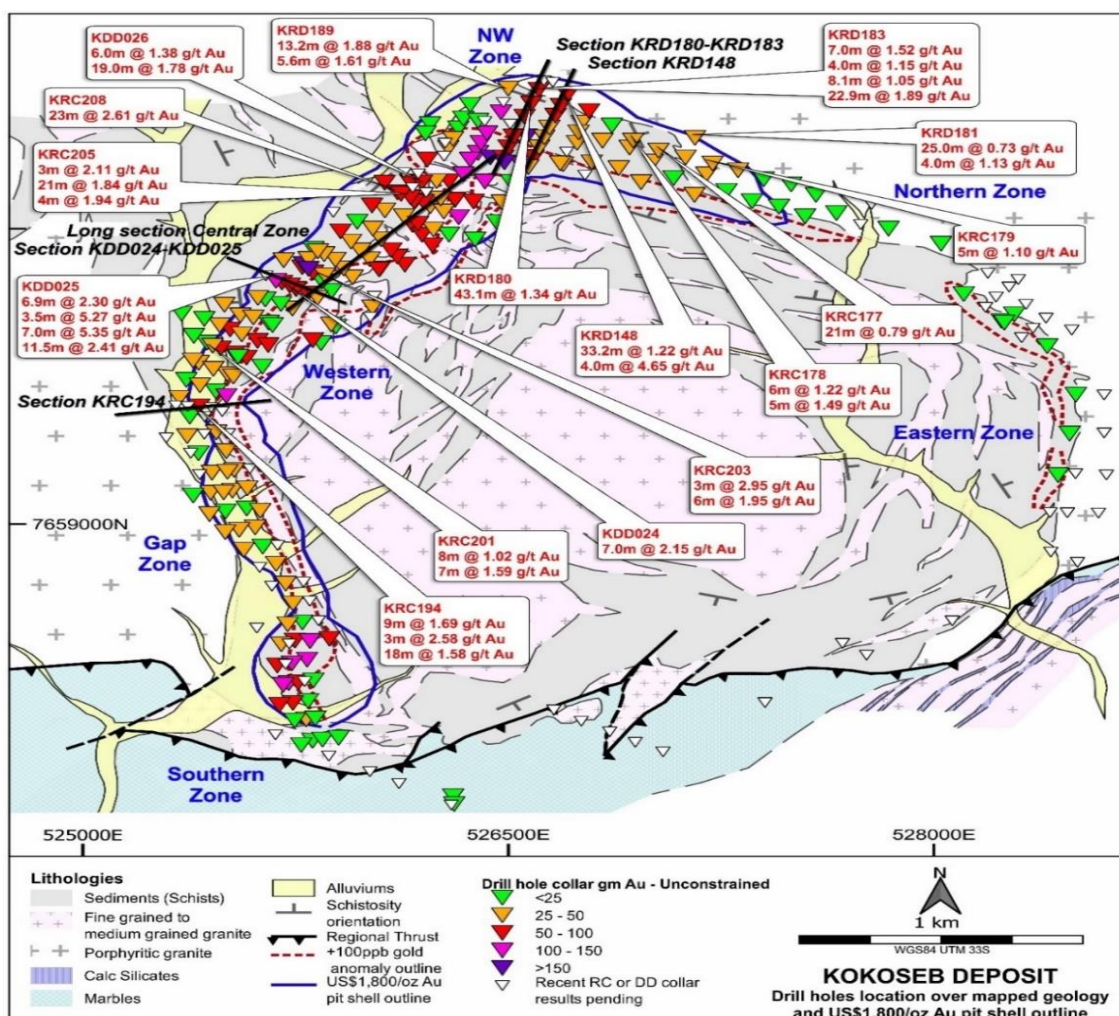 KDD026
6.0m @ 1.38 g/t Au
19.0m @ 1.78 g/t Au
KRD189
13.2m @ 1.88 g/t Au
5.6m @ 1.61 g/t Au
NW
Zone
Section KRD180-KRD183
Section KRD148
KRD183
7.0m @ 1.52 g/t Au
4.0m @ 1.15 g/t Au
8.1m @ 1.05 g/t Au
22.9m @ 1.89 g/t Au
KRC208
23m @ 2.61 g/t Au
KRD181
25.0m @ 0.73 g/t Au
4.0m @ 1.13 g/t Au
KRC205
3m @ 2.11 g/t Au
21m @ 1.84 g/t Au
4m @ 1.94 g/t Au
Northern Zone
Long section Central Zone
Section KDD024-KDD025
KRC179
5m @ 1.10 g/t Au
KDD025
6.9m @ 2.30 g/t Au
3.5m @ 5.27 g/t Au
7.0m @ 5.35 g/t Au
11.5m @ 2.41 g/t Au
KRD180
43.1m @ 1.34 g/t Au
KRC177
21m @ 0.79 g/t Au
KRD148
33.2m @ 1.22 g/t Au
4.0m @ 4.65 g/t Au
KRC178
6m @ 1.22 g/t Au
5m @ 1.49 g/t Au
Western
Zone
Section KRC194
Eastern Zone
KRC203
3m @ 2.95 g/t Au
6m @ 1.95 g/t Au
7659000N
Gap
Zone
KRC201
8m @ 1.02 g/t Au
7m @ 1.59 g/t Au
KDD024
7.0m @ 2.15 g/t Au
KRC194
9m @ 1.69 g/t Au
3m @ 2.58 g/t Au
18m @ 1.58 g/t Au
Southern
Zone
525000E
526500E
528000E
Lithologies
Sediments (Schists)
Fine grained to
medium grained granite
Porphyritic granite
Calc Silicates
Marbles
Alluviums
Schistosity
orientation
Regional Thrust
+100ppb gold
anomaly outline
US$1,800/oz Au
pit shell outline
Drill hole collar gm Au - Unconstrained
<25
25 - 50
50 - 100
100 - 150
>150
Recent RC or DD collar
results pending
N
1 km
WGS84 UTM 33S
KOKOSEB DEPOSIT
Drill holes location over mapped geology
and US$1,800/oz Au pit shell outline